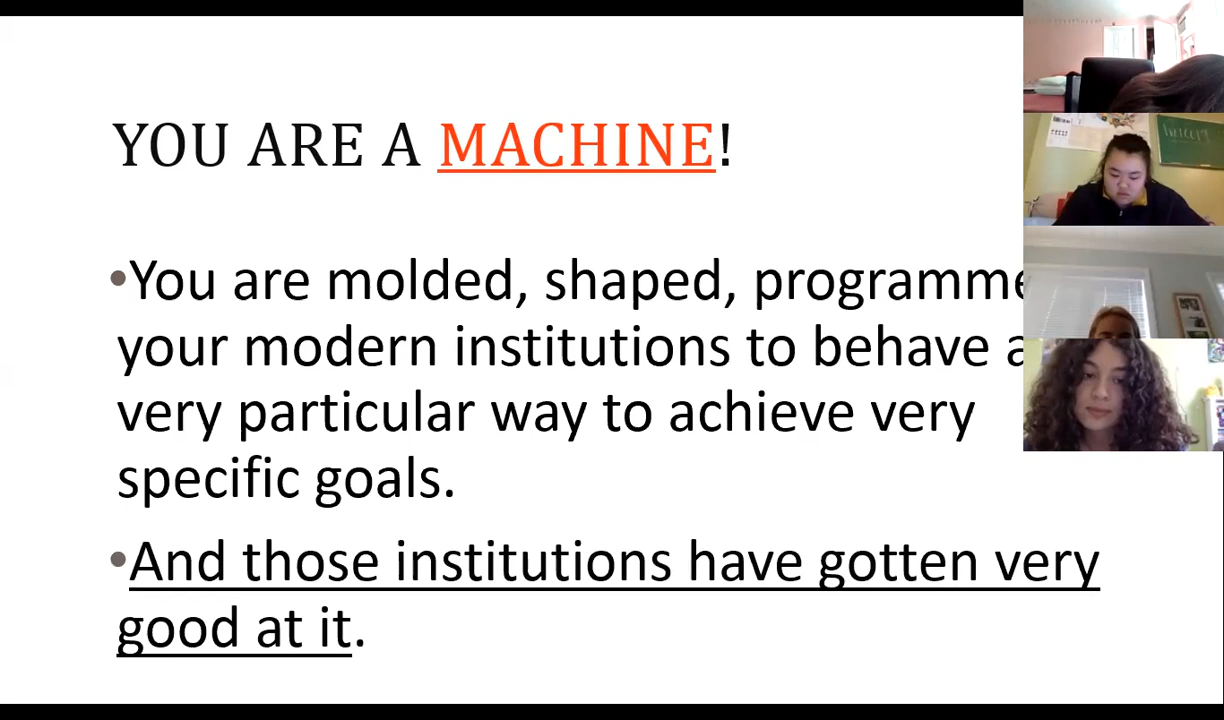 YOU ARE A MACHINE!
•You are molded, shaped,
your modern institutions to behave
very particular way to achieve very
specific goals.
•And those institutions have gotten very
good at it.